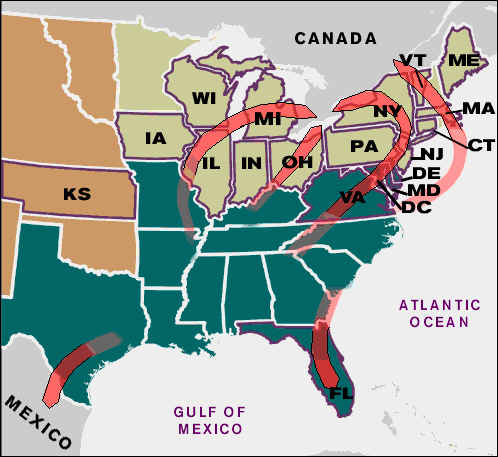 CANADA
VT
ME
WI
MI
NY
MA
IA
IL
IN
OH
PA
CT
NJ
DE
KS
VA
MD
DC
ATLANTIC
OCEAN
FL
MEXICO
GULF OF
MEXICO